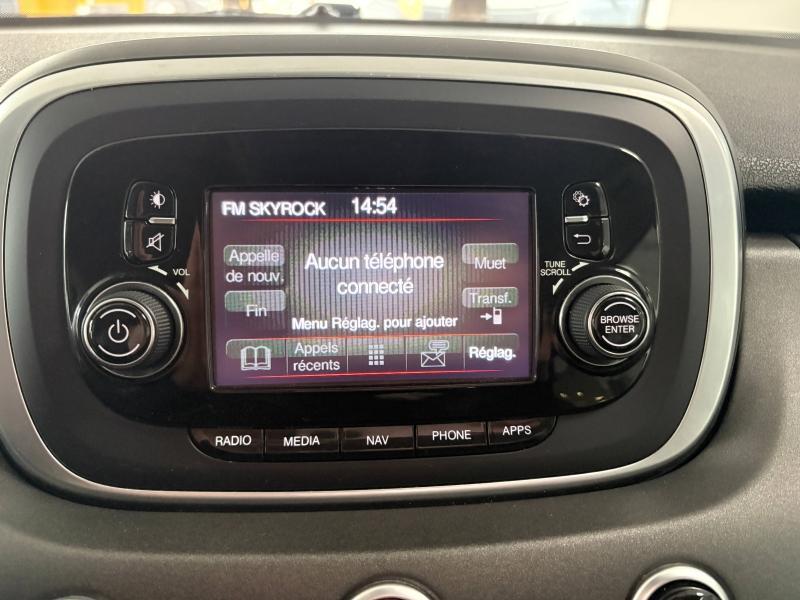 FM SKYROCK 14:54
Appelle
de nouv.
Aucun téléphone
connecté
Muet
Fin
Transf.
Menu Réglag. pour ajouter
Appels
récents
Réglag.
VOL
TUNE
SCROLL
BROWSE
ENTER
RADIO MEDIA NAV PHONE APPS